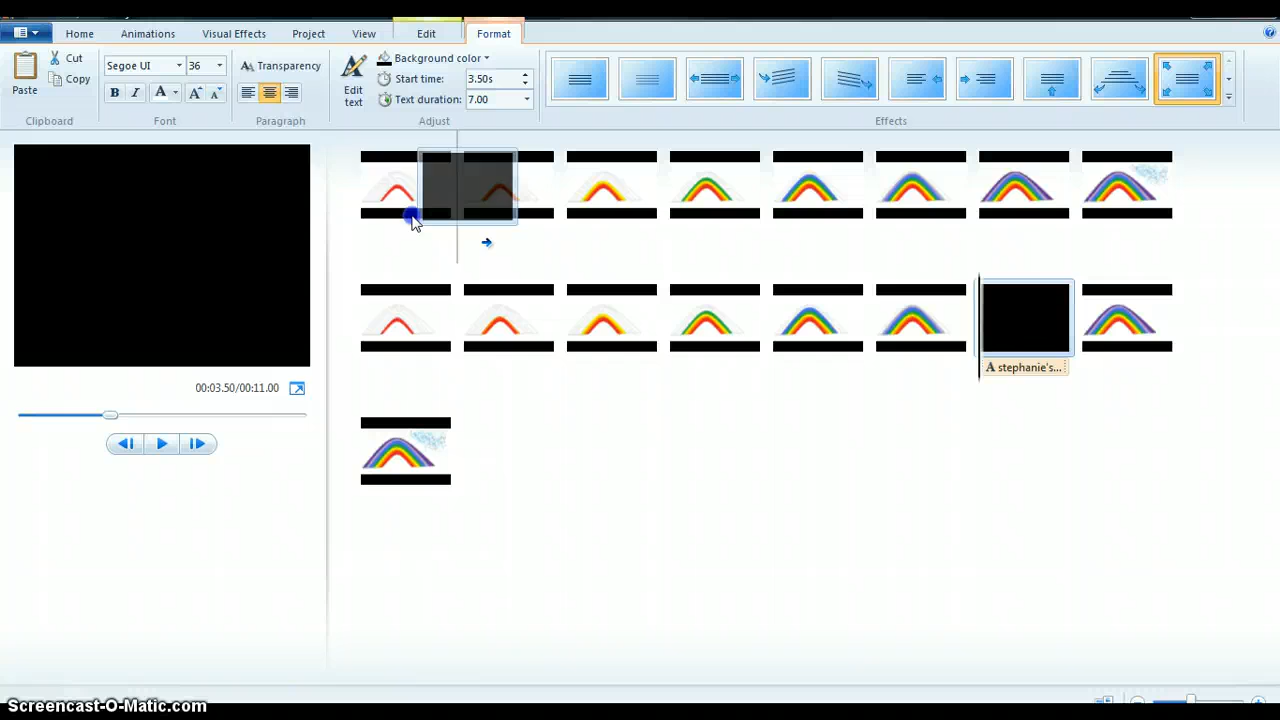 Home Animations Visual Effects Project View Edit Format
Paste
Cut
Copy
Clipboard
Segoe UI 36
B I A A A
Font
Transparency
Paragraph
Edit text
Background color
Start time: 3.50s
Text duration: 7.00
Adjust
Effects
00:03.50/00:11.00
A stephanie's...
Screencast-O-Matic.com